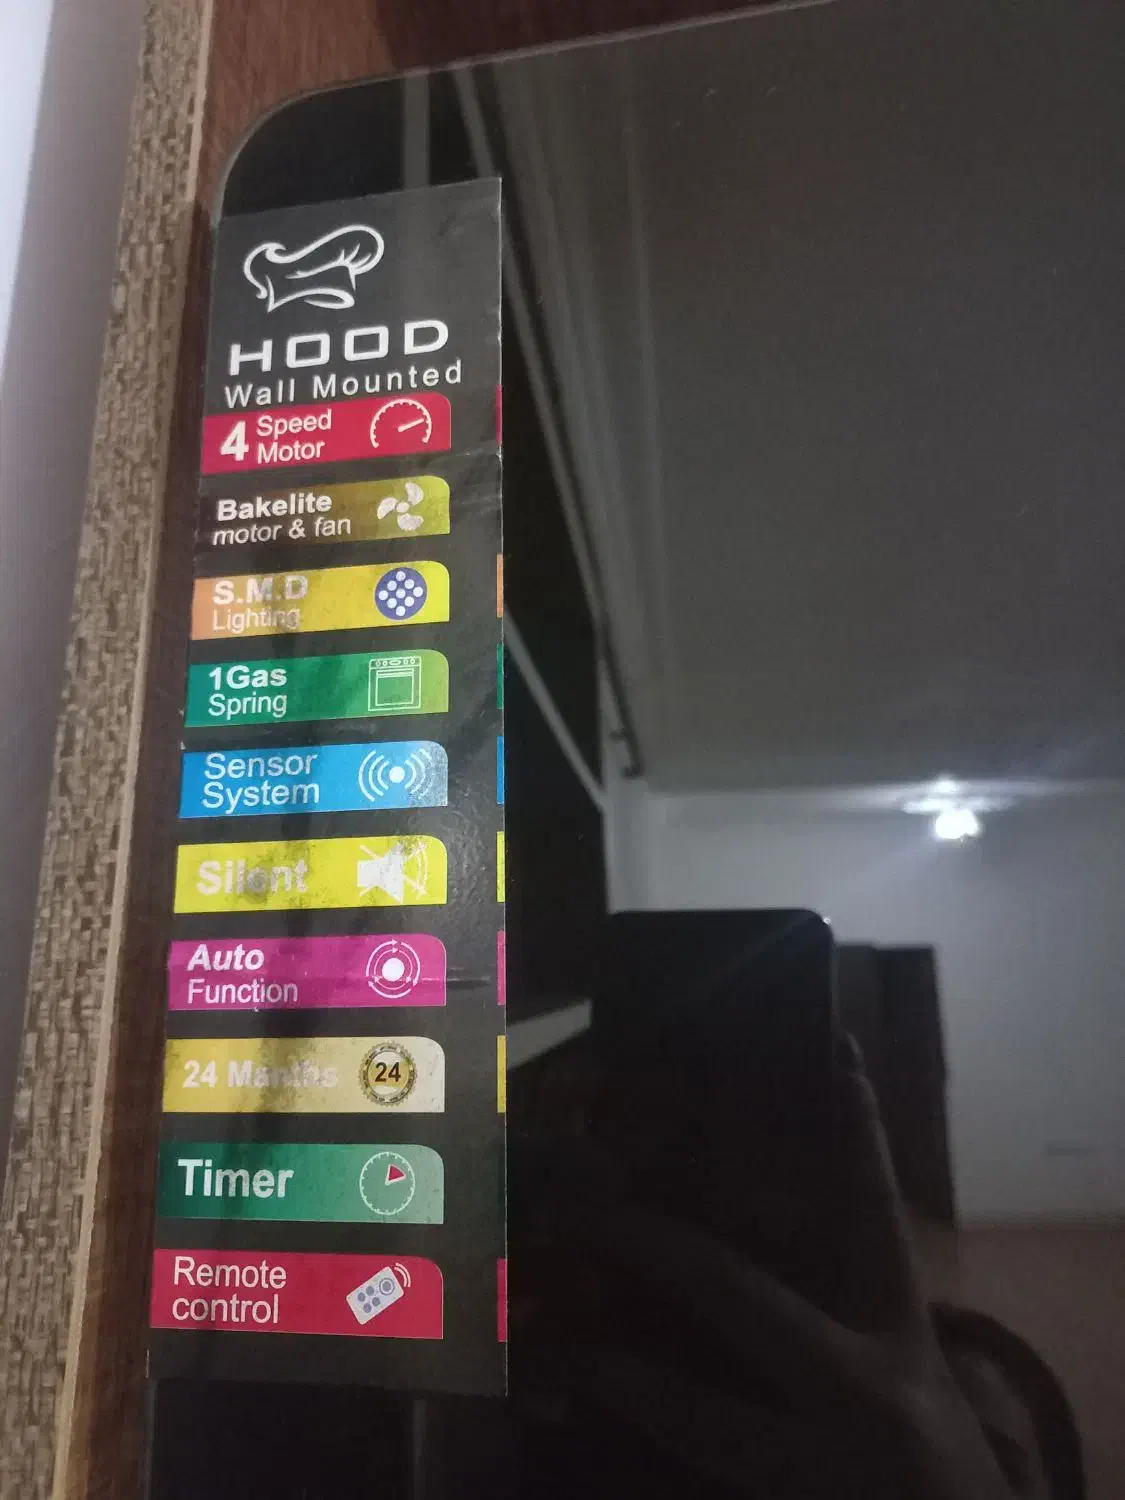 HOOD
Wall Mounted
4 Speed
Motor
Bakelite
motor & fan
S.M.D
Lighting
1Gas
Spring
Sensor
System
Silent
Auto
Function
24 Manths
24
Timer
Remote
control